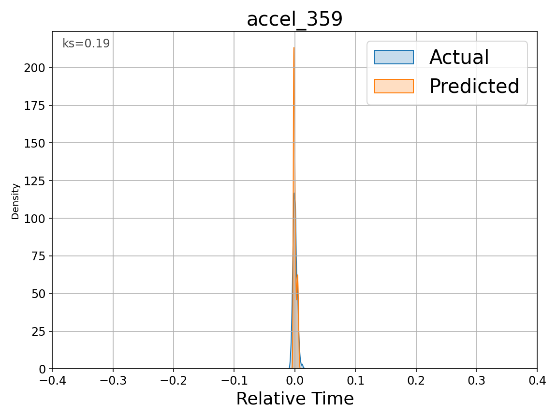 accel_359
ks=0.19
Actual
Predicted
Density
200
175
150
125
100
75
50
25
0
−0.4 −0.3 −0.2 −0.1 0.0 0.1 0.2 0.3 0.4
Relative Time